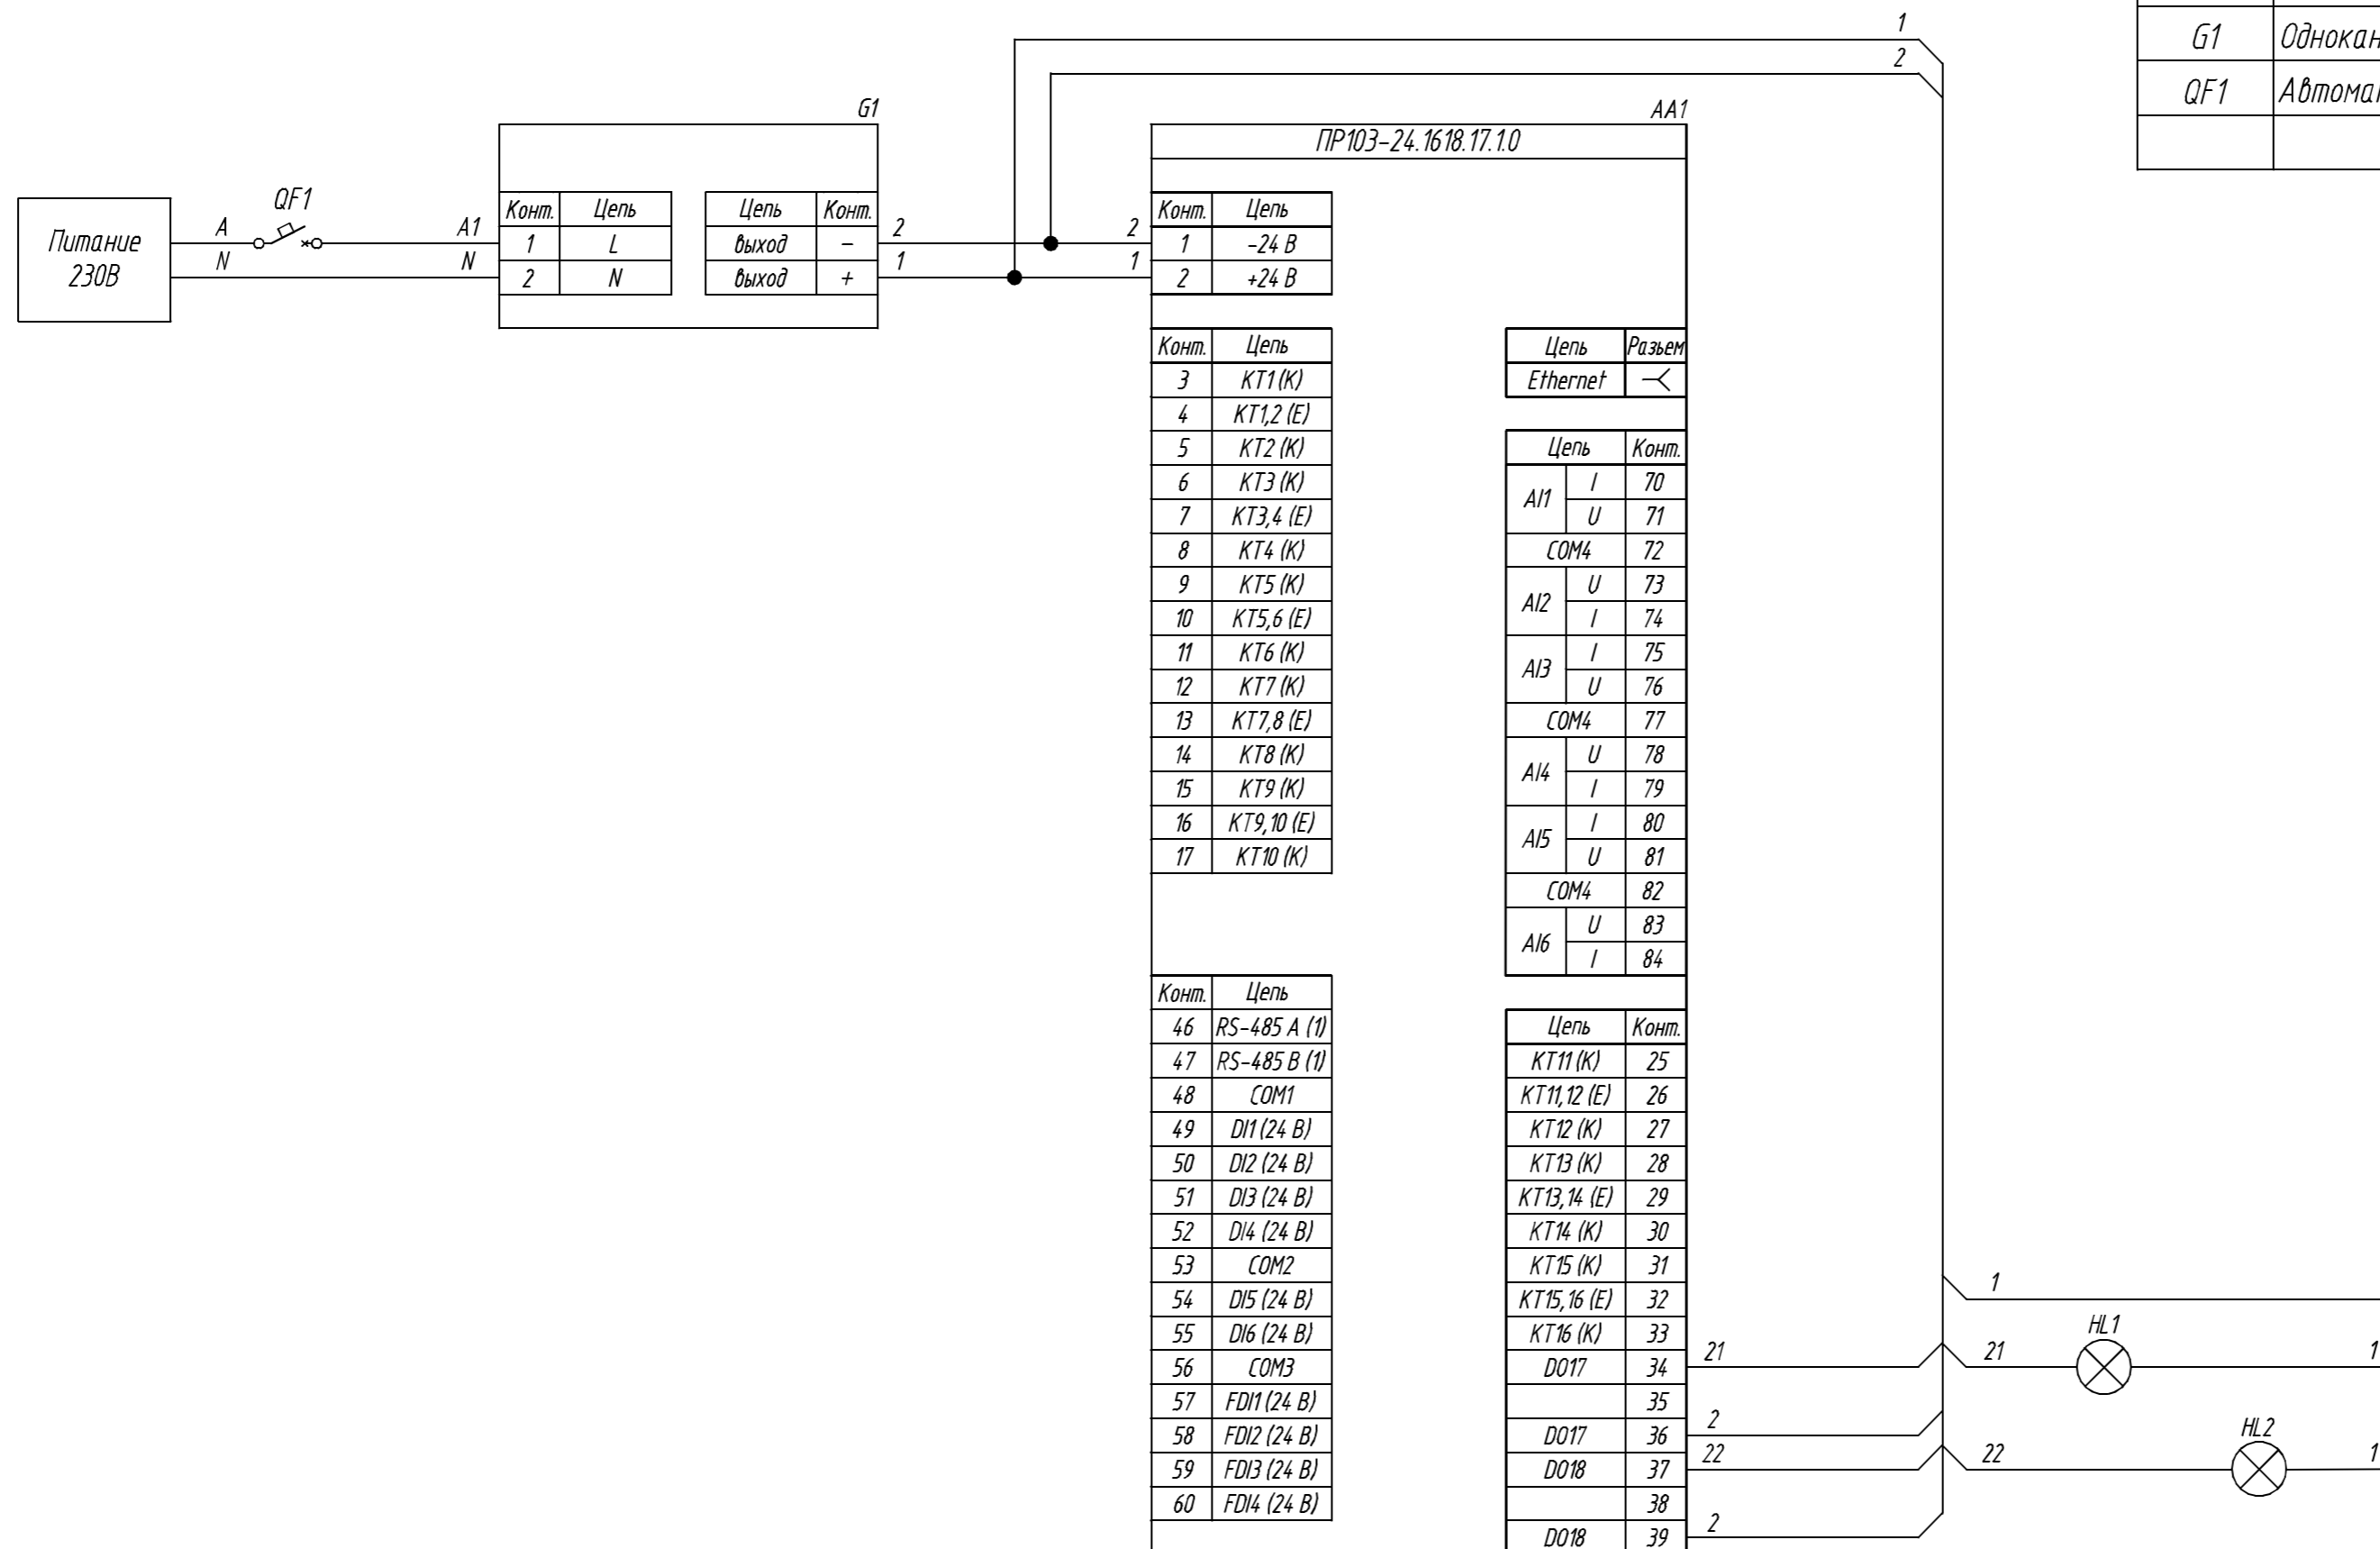 1
2
G1
QF1
G1
Питание
230В
A
N
QF1
A1
N
Конт. Цепь
1 L
2 N
Цепь Конт.
выход –
выход +
2
1
2
1
AA1
ПР103-24.1618.17.1.0
Конт. Цепь
1 -24 В
2 +24 В
Конт. Цепь
3 КТ1 (К)
4 КТ1,2 (Е)
5 КТ2 (К)
6 КТ3 (К)
7 КТ3,4 (Е)
8 КТ4 (К)
9 КТ5 (К)
10 КТ5,6 (Е)
11 КТ6 (К)
12 КТ7 (К)
13 КТ7,8 (Е)
14 КТ8 (К)
15 КТ9 (К)
16 КТ9,10 (Е)
17 КТ10 (К)
Конт. Цепь
46 RS-485 A (1)
47 RS-485 B (1)
48 COM1
49 DI1 (24 В)
50 DI2 (24 В)
51 DI3 (24 В)
52 DI4 (24 В)
53 COM2
54 DI5 (24 В)
55 DI6 (24 В)
56 COM3
57 FDI1 (24 В)
58 FDI2 (24 В)
59 FDI3 (24 В)
60 FDI4 (24 В)
Цепь Разьем
Ethernet
Цепь Конт.
AI1 I 70
U 71
COM4 72
AI2 U 73
I 74
AI3 I 75
U 76
COM4 77
AI4 U 78
I 79
AI5 I 80
U 81
COM4 82
AI6 U 83
I 84
Цепь Конт.
КТ11 (К) 25
КТ11,12 (Е) 26
КТ12 (К) 27
КТ13 (К) 28
КТ13,14 (Е) 29
КТ14 (К) 30
КТ15 (К) 31
КТ15,16 (Е) 32
КТ16 (К) 33
DO17 34
35
DO17 36
DO18 37
38
DO18 39
21
2
22
2
1
21
HL1
1
22
HL2
1